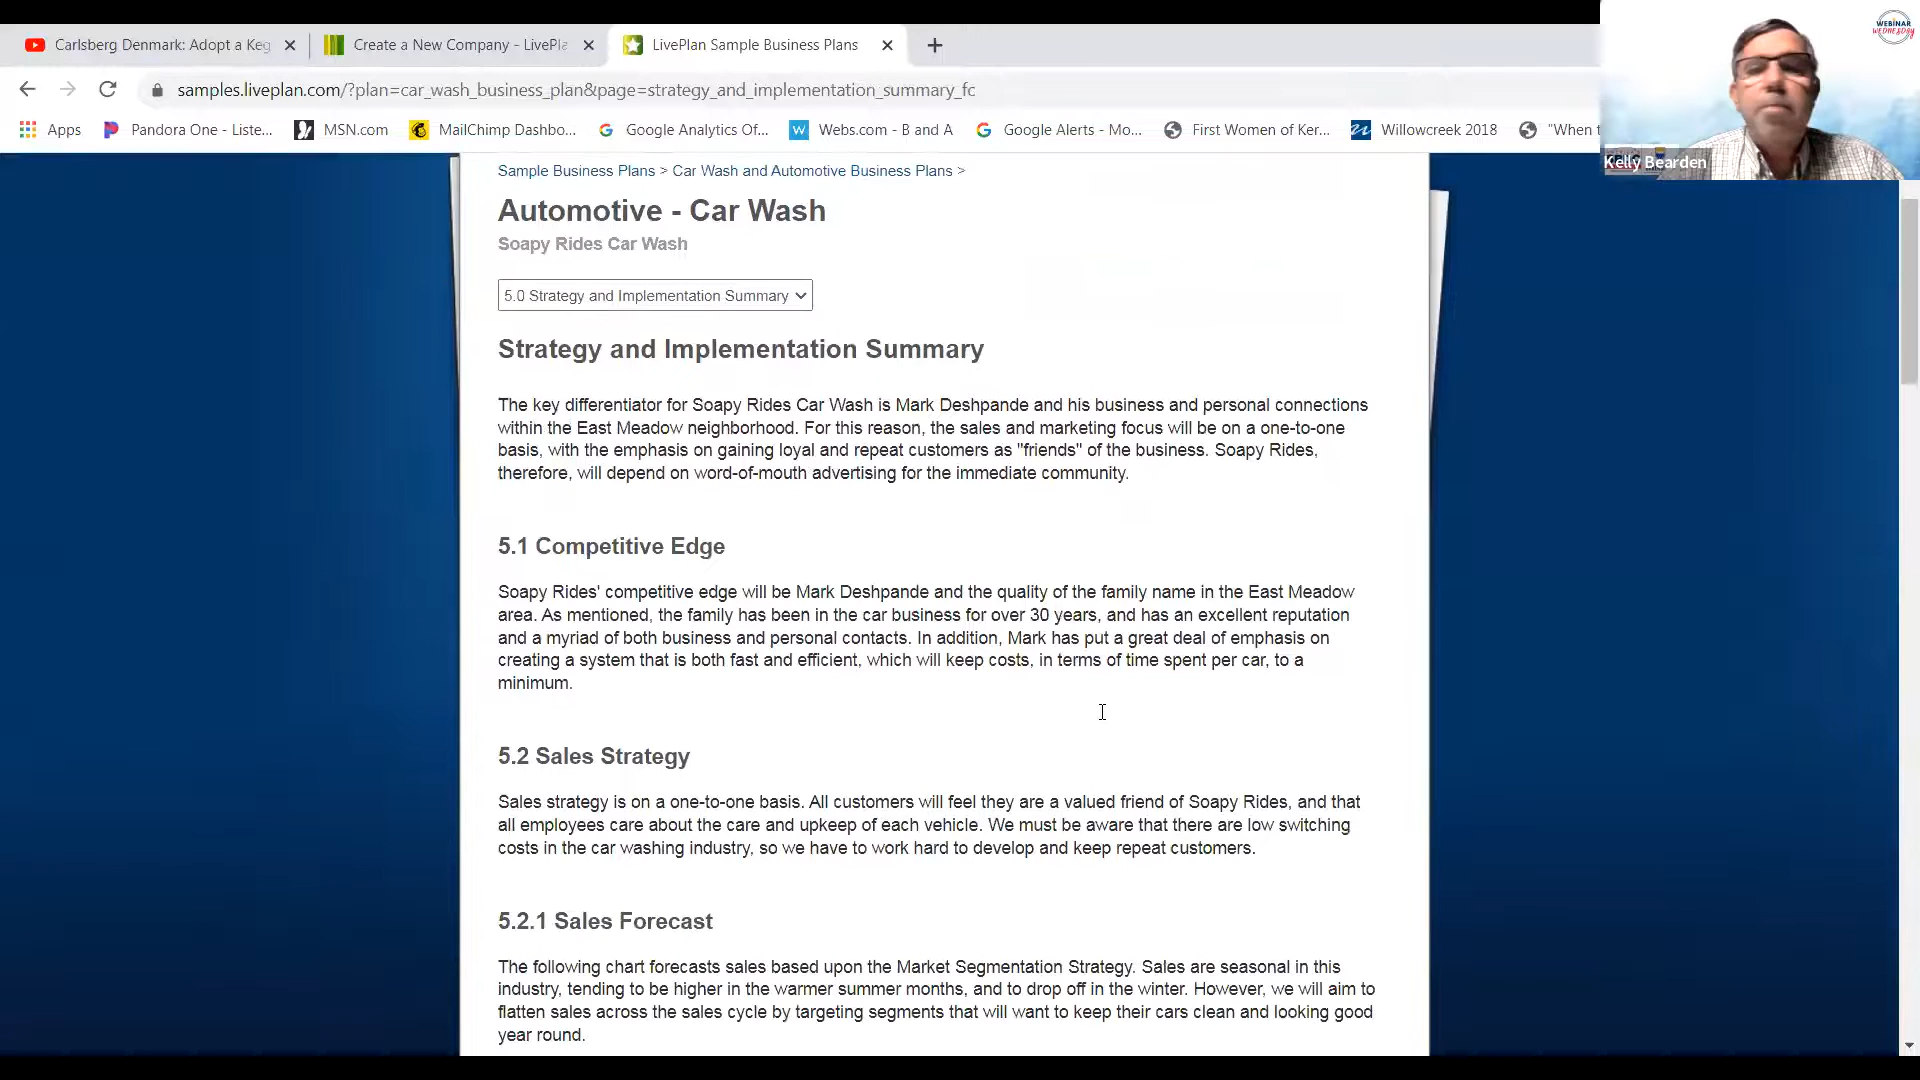 Carlsberg Denmark: Adopt a Keg
Create a New Company - LivePla
LivePlan Sample Business Plans
WEBINAR
WEDNESDAY
samples.liveplan.com/?plan=car_wash_business_plan&page=strategy_and_implementation_summary_fc
Apps
Pandora One - Liste...
MSN.com
MailChimp Dashbo...
Google Analytics Of...
Webs.com - B and A
Google Alerts - Mo...
First Women of Ker...
Willowcreek 2018
"When t
Kelly Bearden
Sample Business Plans > Car Wash and Automotive Business Plans >
Automotive - Car Wash
Soapy Rides Car Wash
5.0 Strategy and Implementation Summary
Strategy and Implementation Summary
The key differentiator for Soapy Rides Car Wash is Mark Deshpande and his business and personal connections
within the East Meadow neighborhood. For this reason, the sales and marketing focus will be on a one-to-one
basis, with the emphasis on gaining loyal and repeat customers as "friends" of the business. Soapy Rides,
therefore, will depend on word-of-mouth advertising for the immediate community.
5.1 Competitive Edge
Soapy Rides' competitive edge will be Mark Deshpande and the quality of the family name in the East Meadow
area. As mentioned, the family has been in the car business for over 30 years, and has an excellent reputation
and a myriad of both business and personal contacts. In addition, Mark has put a great deal of emphasis on
creating a system that is both fast and efficient, which will keep costs, in terms of time spent per car, to a
minimum.
5.2 Sales Strategy
Sales strategy is on a one-to-one basis. All customers will feel they are a valued friend of Soapy Rides, and that
all employees care about the care and upkeep of each vehicle. We must be aware that there are low switching
costs in the car washing industry, so we have to work hard to develop and keep repeat customers.
5.2.1 Sales Forecast
The following chart forecasts sales based upon the Market Segmentation Strategy. Sales are seasonal in this
industry, tending to be higher in the warmer summer months, and to drop off in the winter. However, we will aim to
flatten sales across the sales cycle by targeting segments that will want to keep their cars clean and looking good
year round.